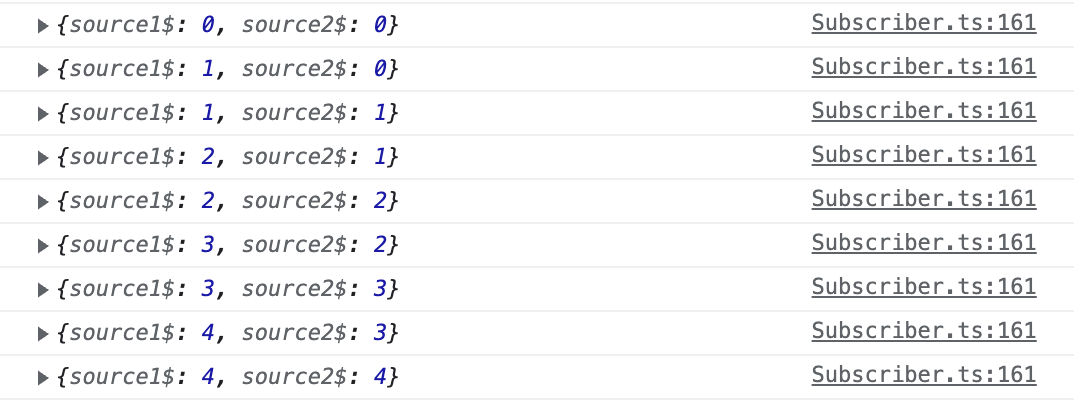 {source1$: 0, source2$: 0} Subscriber.ts:161
{source1$: 1, source2$: 0} Subscriber.ts:161
{source1$: 1, source2$: 1} Subscriber.ts:161
{source1$: 2, source2$: 1} Subscriber.ts:161
{source1$: 2, source2$: 2} Subscriber.ts:161
{source1$: 3, source2$: 2} Subscriber.ts:161
{source1$: 3, source2$: 3} Subscriber.ts:161
{source1$: 4, source2$: 3} Subscriber.ts:161
{source1$: 4, source2$: 4} Subscriber.ts:161